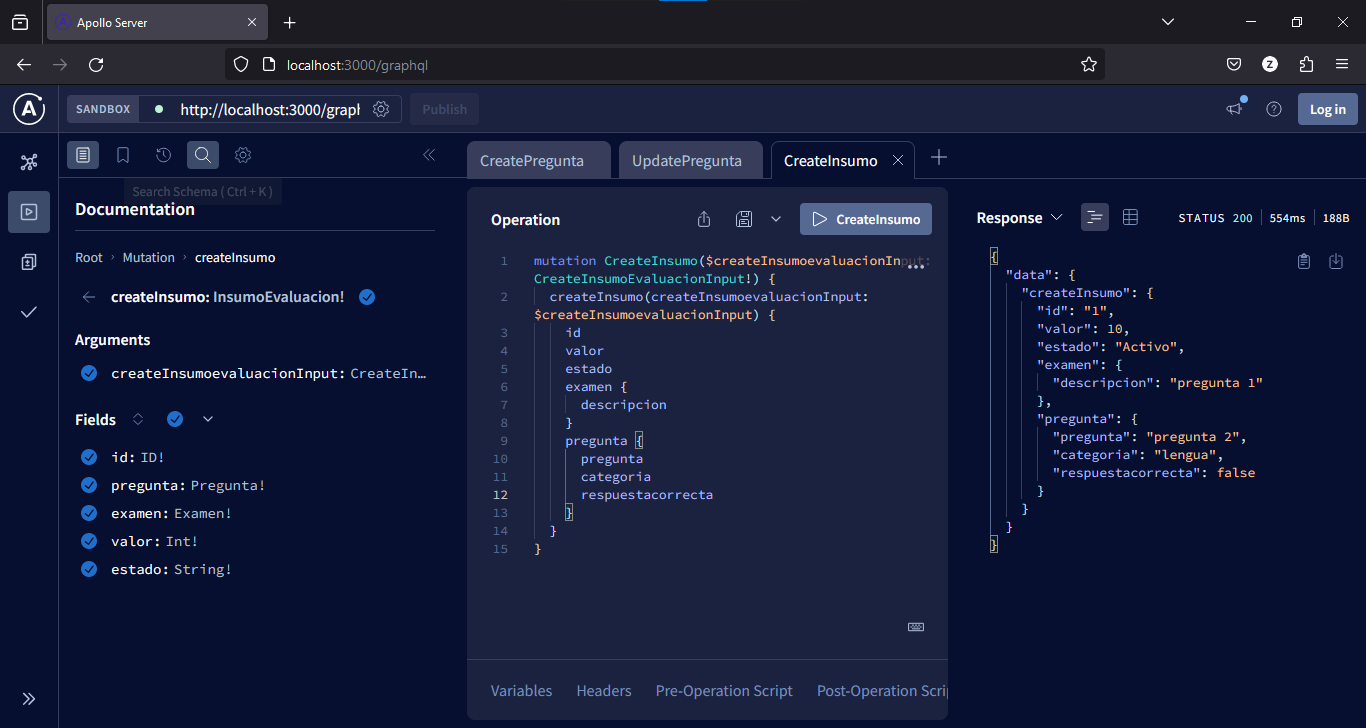 Apollo Server
localhost:3000/graphql
SANDBOX
http://localhost:3000/graph
Publish
Log in
Search Schema ( Ctrl + K )
Documentation
Root › Mutation › createInsumo
createInsumo: InsumoEvaluacion!
Arguments
createInsumoevaluacionInput: CreateIn…
Fields
id: ID!
pregunta: Pregunta!
examen: Examen!
valor: Int!
estado: String!
CreatePregunta
UpdatePregunta
CreateInsumo
Operation
CreateInsumo
1 mutation CreateInsumo($createInsumoevaluacionInput:
CreateInsumoEvaluacionInput!) {
2 createInsumo(createInsumoevaluacionInput:
$createInsumoevaluacionInput) {
3 id
4 valor
5 estado
6 examen {
7 descripcion
8 }
9 pregunta {
10 pregunta
11 categoria
12 respuestacorrecta
13 }
14 }
15 }
Variables Headers Pre-Operation Script Post-Operation Scri
Response
STATUS 200 554ms 188B
{
"data": {
"createInsumo": {
"id": "1",
"valor": 10,
"estado": "Activo",
"examen": {
"descripcion": "pregunta 1"
},
"pregunta": {
"pregunta": "pregunta 2",
"categoria": "lengua",
"respuestacorrecta": false
}
}
}
}